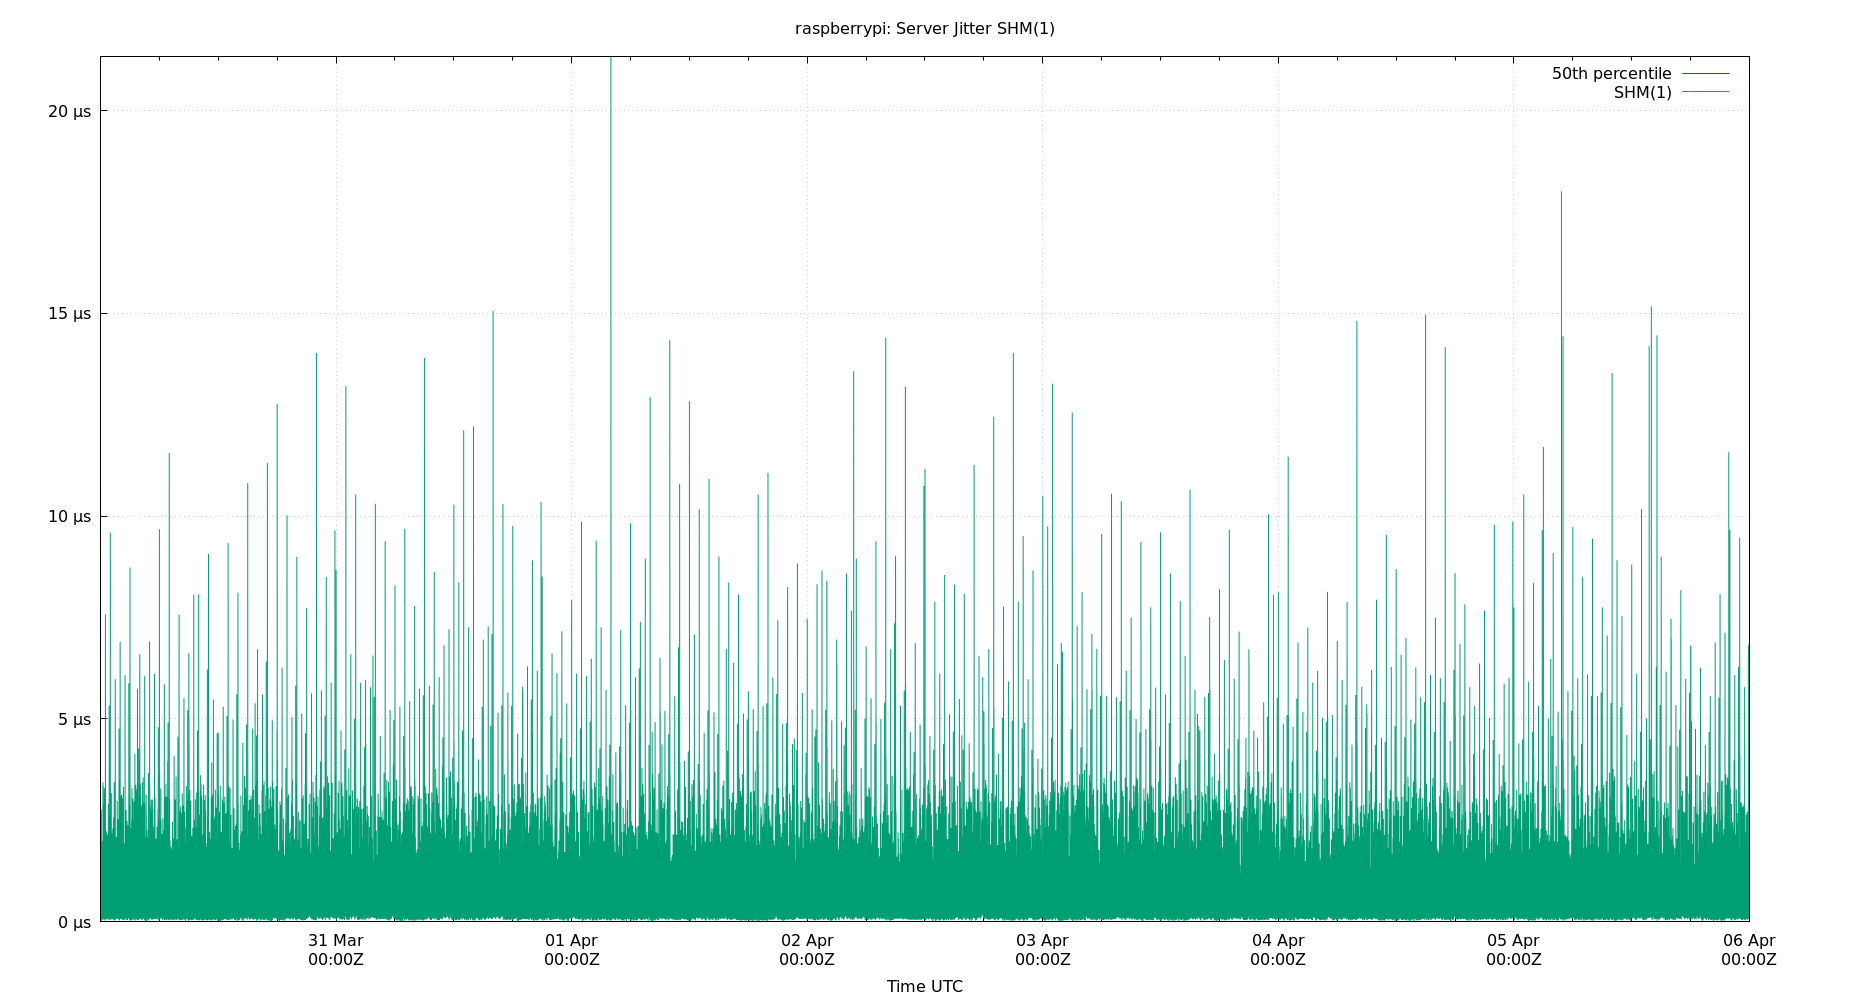 raspberrypi: Server Jitter SHM(1)
50th percentile
SHM(1)
20 µs
15 µs
10 µs
5 µs
0 µs
31 Mar
00:00Z
01 Apr
00:00Z
02 Apr
00:00Z
03 Apr
00:00Z
04 Apr
00:00Z
05 Apr
00:00Z
06 Apr
00:00Z
Time UTC